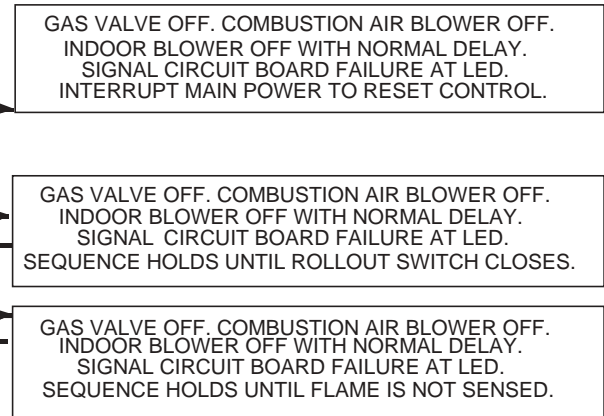 GAS VALVE OFF. COMBUSTION AIR BLOWER OFF.
INDOOR BLOWER OFF WITH NORMAL DELAY.
SIGNAL CIRCUIT BOARD FAILURE AT LED.
INTERRUPT MAIN POWER TO RESET CONTROL.
GAS VALVE OFF. COMBUSTION AIR BLOWER OFF.
INDOOR BLOWER OFF WITH NORMAL DELAY.
SIGNAL CIRCUIT BOARD FAILURE AT LED.
SEQUENCE HOLDS UNTIL ROLLOUT SWITCH CLOSES.
GAS VALVE OFF. COMBUSTION AIR BLOWER OFF.
INDOOR BLOWER OFF WITH NORMAL DELAY.
SIGNAL CIRCUIT BOARD FAILURE AT LED.
SEQUENCE HOLDS UNTIL FLAME IS NOT SENSED.